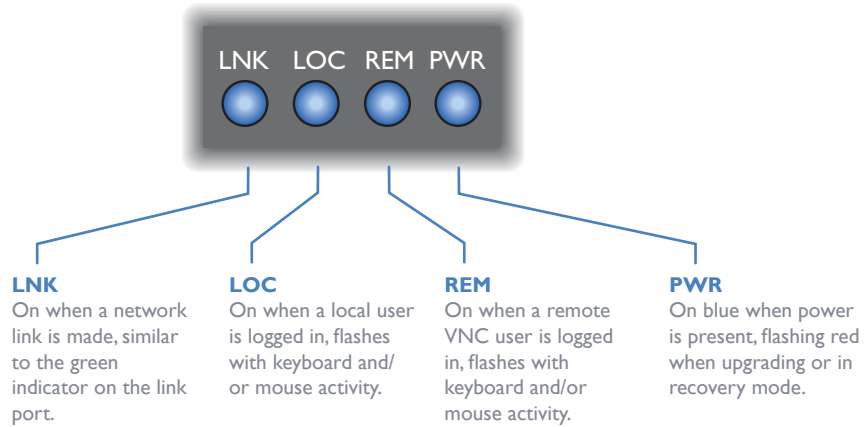 LNK LOC REM PWR
LNK
On when a network
link is made, similar
to the green
indicator on the link
port.
LOC
On when a local user
is logged in, flashes
with keyboard and/
or mouse activity.
REM
On when a remote
VNC user is logged
in, flashes with
keyboard and/or
mouse activity.
PWR
On blue when power
is present, flashing red
when upgrading or in
recovery mode.